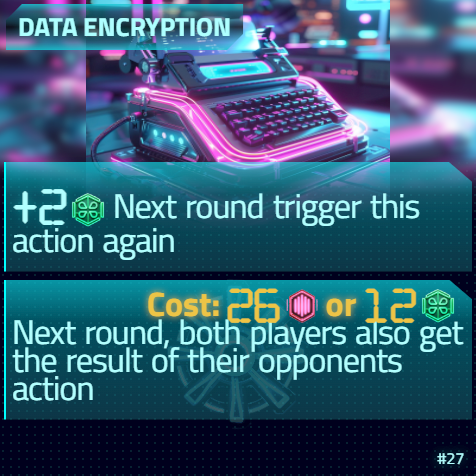 DATA ENCRYPTION
+2 Next round trigger this
action again
Cost: 26 or 12
Next round, both players also get
the result of their opponents
action
#27